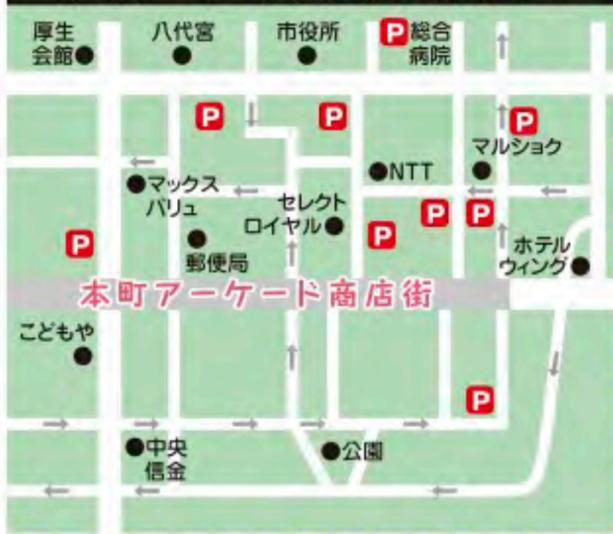 厚生
会館
八代宮
市役所
P
総合
病院
P
P
P
マルショク
NTT
マックス
バリュ
セレクト
ロイヤル
P
P
P
P
郵便局
ホテル
ウィング
本町アーケード商店街
こどもや
P
中央
信金
公園